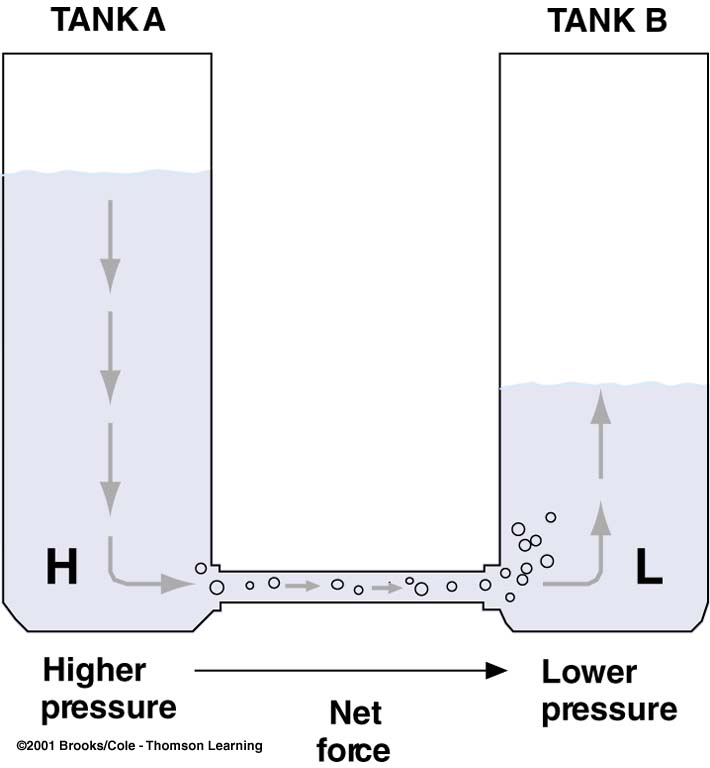 TANK A
TANK B
H
L
Higher
pressure
Net
force
Lower
pressure
©2001 Brooks/Cole - Thomson Learning